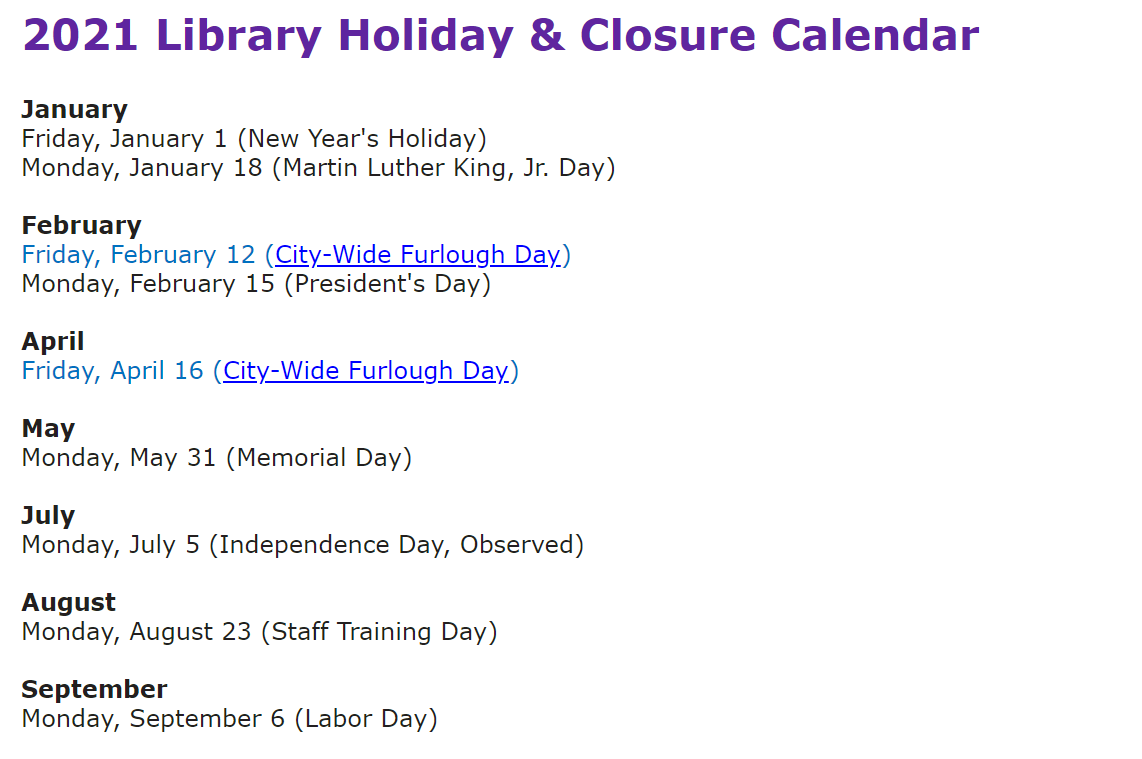 2021 Library Holiday & Closure Calendar
January
Friday, January 1 (New Year's Holiday)
Monday, January 18 (Martin Luther King, Jr. Day)
February
Friday, February 12 (City-Wide Furlough Day)
Monday, February 15 (President's Day)
April
Friday, April 16 (City-Wide Furlough Day)
May
Monday, May 31 (Memorial Day)
July
Monday, July 5 (Independence Day, Observed)
August
Monday, August 23 (Staff Training Day)
September
Monday, September 6 (Labor Day)